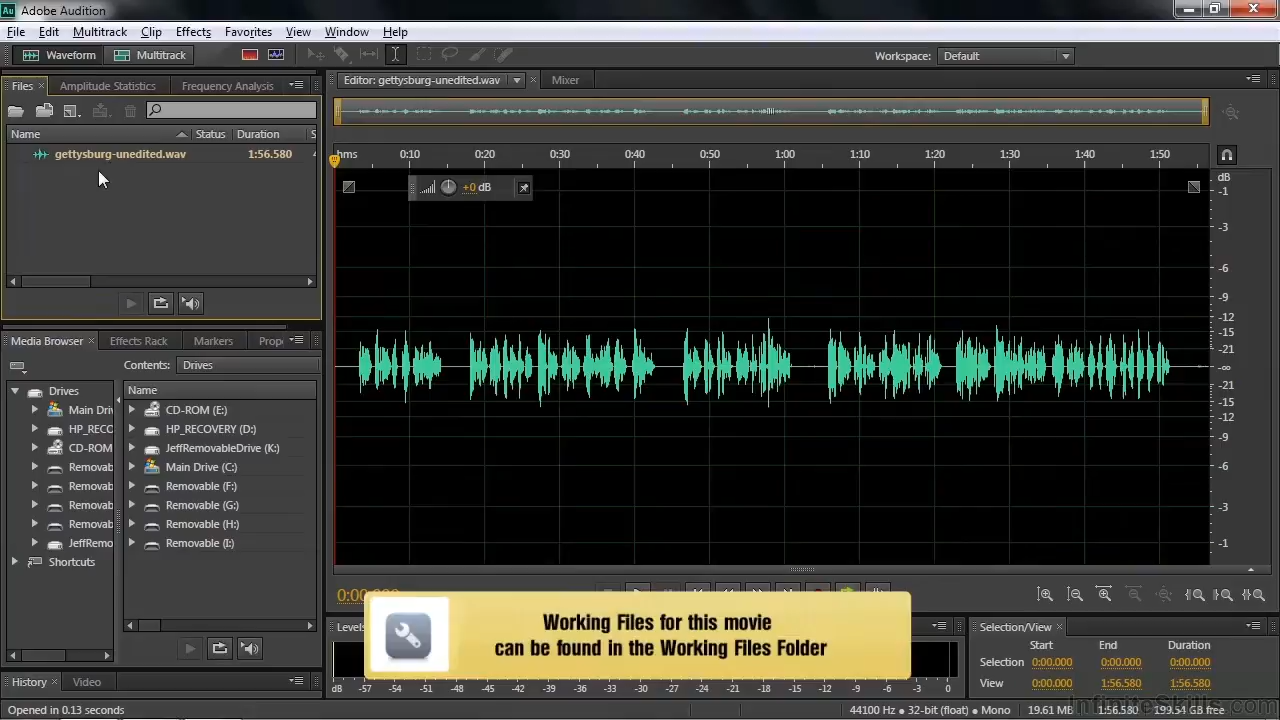 Au Adobe Audition
File Edit Multitrack Clip Effects Favorites View Window Help
Waveform Multitrack Workspace: Default
Files × Amplitude Statistics Frequency Analysis
Editor: gettysburg-unedited.wav × Mixer
Name Status Duration S
gettysburg-unedited.wav 1:56.580
hms 0:10 0:20 0:30 0:40 0:50 1:00 1:10 1:20 1:30 1:40 1:50
+0 dB
dB
-1
-3
-6
-9
-12
-15
-21
-∞
-21
-15
-12
-9
-6
-3
-1
Media Browser × Effects Rack Markers Prop
Contents: Drives
Drives
Main Driv
HP_RECO
CD-ROM
Removab
Removab
Removab
Removab
JeffRemo
Shortcuts
Name
CD-ROM (E:)
HP_RECOVERY (D:)
JeffRemovableDrive (K:)
Main Drive (C:)
Removable (F:)
Removable (G:)
Removable (H:)
Removable (I:)
0:00.000
Working Files for this movie
can be found in the Working Files Folder
Levels
dB -57 -54 -51 -48 -45 -42 -39 -36 -33 -30 -27 -24 -21 -18 -15 -12 -9 -6 -3 0
Selection/View ×
Start End Duration
Selection 0:00.000 0:00.000 0:00.000
View 0:00.000 1:56.580 1:56.580
History × Video
Opened in 0.13 seconds
44100 Hz • 32-bit (float) • Mono 19.61 MB 1:56.580 199.54 GB free
InfiniteSkills.com